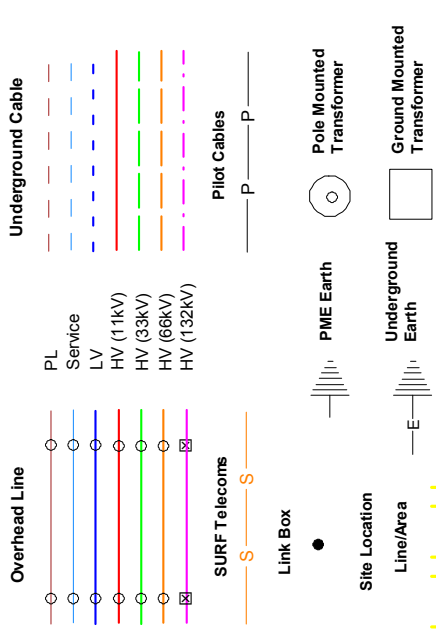 Overhead Line
Underground Cable
PL
Service
LV
HV (11kV)
HV (33kV)
HV (66kV)
HV (132kV)
SURF Telecoms
S S
Pilot Cables
P P
Link Box
PME Earth
Pole Mounted
Transformer
Site Location
Line/Area
Underground
Earth
E
Ground Mounted
Transformer